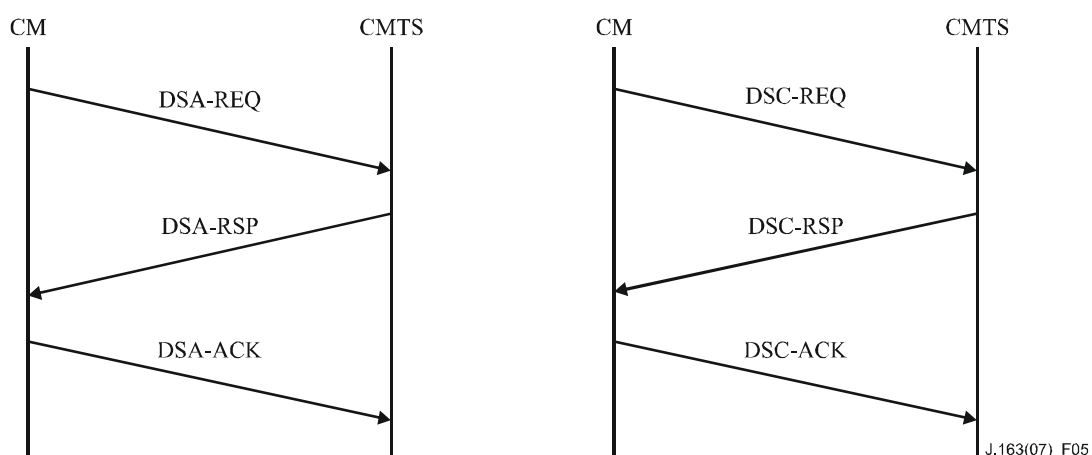 CM
CMTS
DSA-REQ
DSA-RSP
DSA-ACK
CM
CMTS
DSC-REQ
DSC-RSP
DSC-ACK
J.163(07)_F05